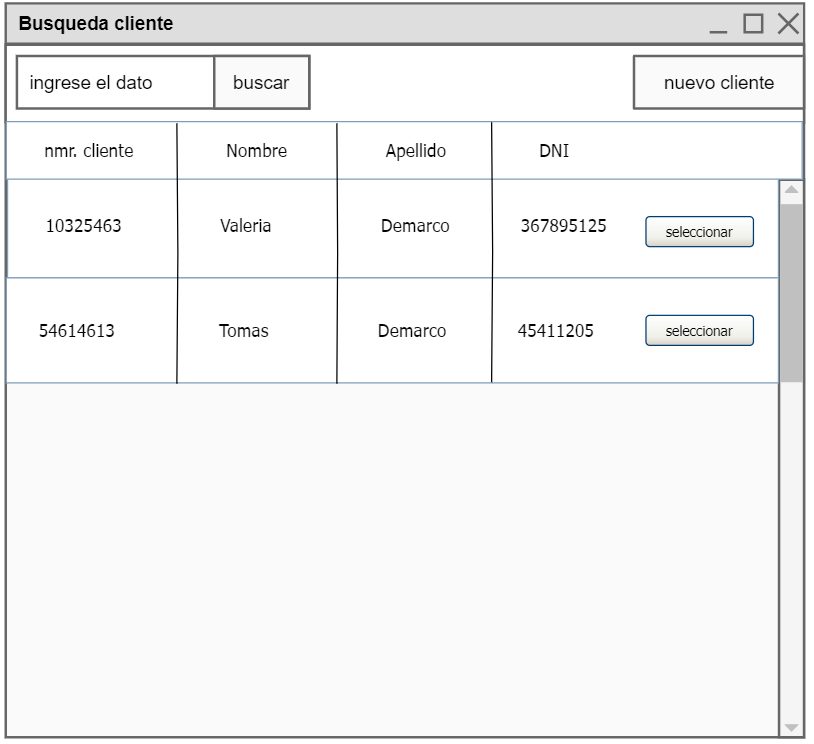 Busqueda cliente
ingrese el dato buscar nuevo cliente
nmr. cliente Nombre Apellido DNI
10325463 Valeria Demarco 367895125 seleccionar
54614613 Tomas Demarco 45411205 seleccionar